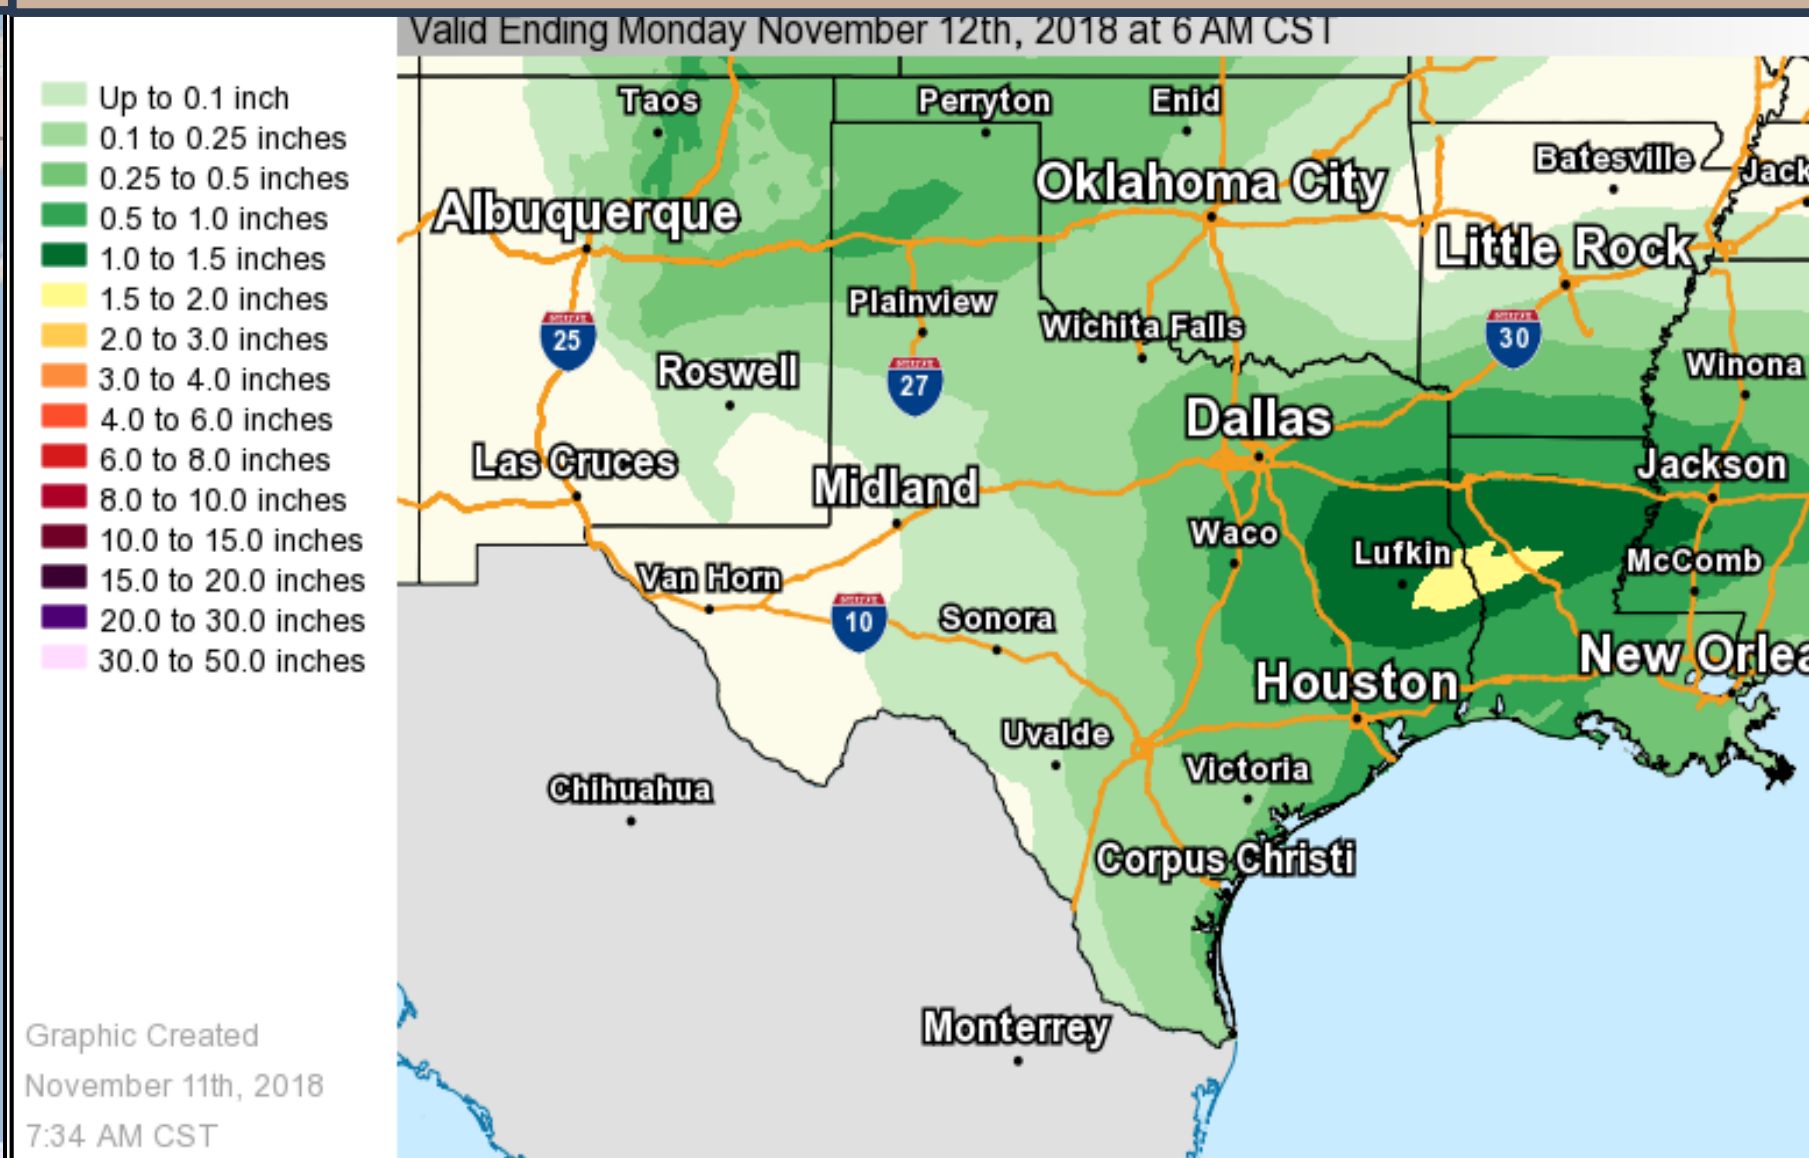 Valid Ending Monday November 12th, 2018 at 6 AM CST
Up to 0.1 inch
0.1 to 0.25 inches
0.25 to 0.5 inches
0.5 to 1.0 inches
1.0 to 1.5 inches
1.5 to 2.0 inches
2.0 to 3.0 inches
3.0 to 4.0 inches
4.0 to 6.0 inches
6.0 to 8.0 inches
8.0 to 10.0 inches
10.0 to 15.0 inches
15.0 to 20.0 inches
20.0 to 30.0 inches
30.0 to 50.0 inches
Graphic Created
November 11th, 2018
7:34 AM CST
Taos
Perryton
Enid
Batesville
Jack
Oklahoma City
Albuquerque
Little Rock
Plainview
Wichita Falls
25
30
Winona
Roswell
27
Dallas
Las Cruces
Midland
Jackson
Waco
Lufkin
McComb
Van Horn
10
Sonora
New Orlea
Houston
Uvalde
Victoria
Chihuahua
Corpus Christi
Monterrey